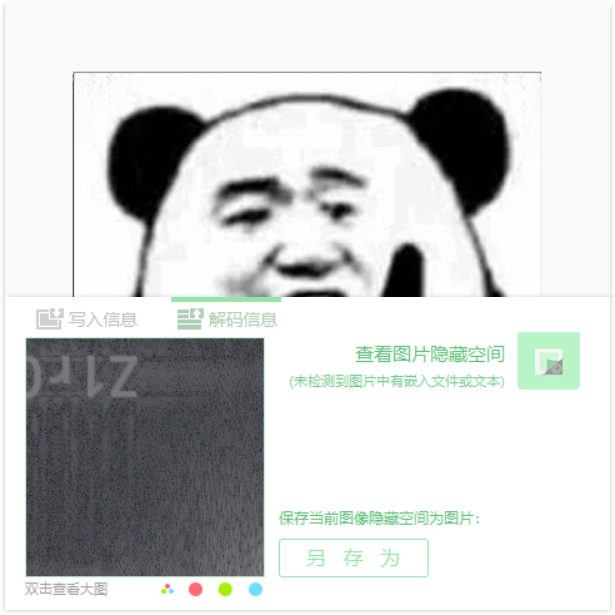 写入信息
解码信息
查看图片隐藏空间
(未检测到图片中有嵌入文件或文本)
保存当前图像隐藏空间为图片:
另 存 为
双击查看大图